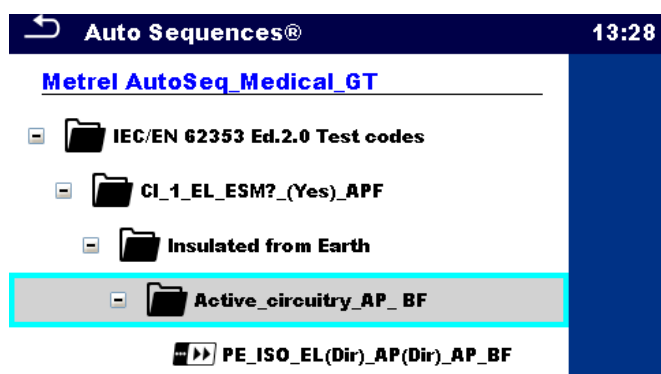 Auto Sequences® 13:28
Metrel AutoSeq_Medical_GT
IEC/EN 62353 Ed.2.0 Test codes
Cl_1_EL_ESM?_(Yes)_APF
Insulated from Earth
Active_circuitry_AP_ BF
PE_ISO_EL(Dir)_AP(Dir)_AP_BF